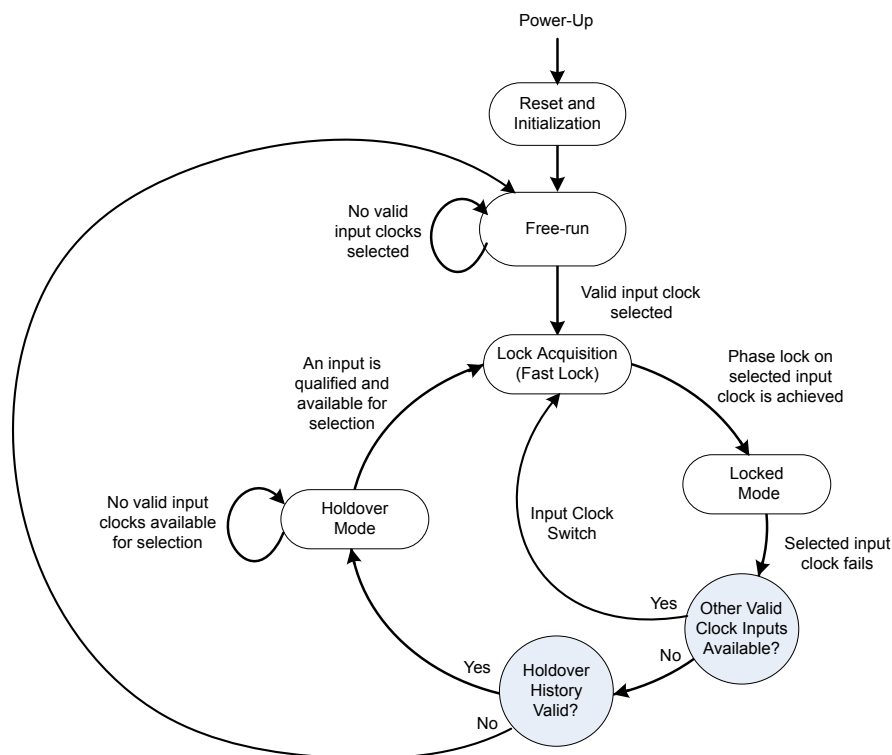 Power-Up
Reset and
Initialization
No valid
input clocks
selected
Free-run
Valid input clock
selected
An input is
qualified and
available for
selection
Lock Acquisition
(Fast Lock)
Phase lock on
selected input
clock is achieved
No valid input
clocks available
for selection
Holdover
Mode
Input Clock
Switch
Locked
Mode
Selected input
clock fails
Yes
Other Valid
Clock Inputs
Available?
No
Yes
Holdover
History
Valid?
No